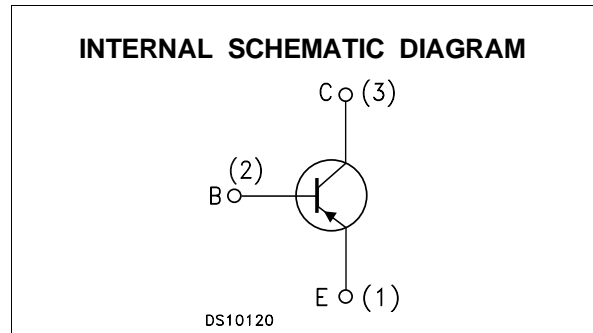 INTERNAL SCHEMATIC DIAGRAM
C (3)
(2)
B
E (1)
DS10120